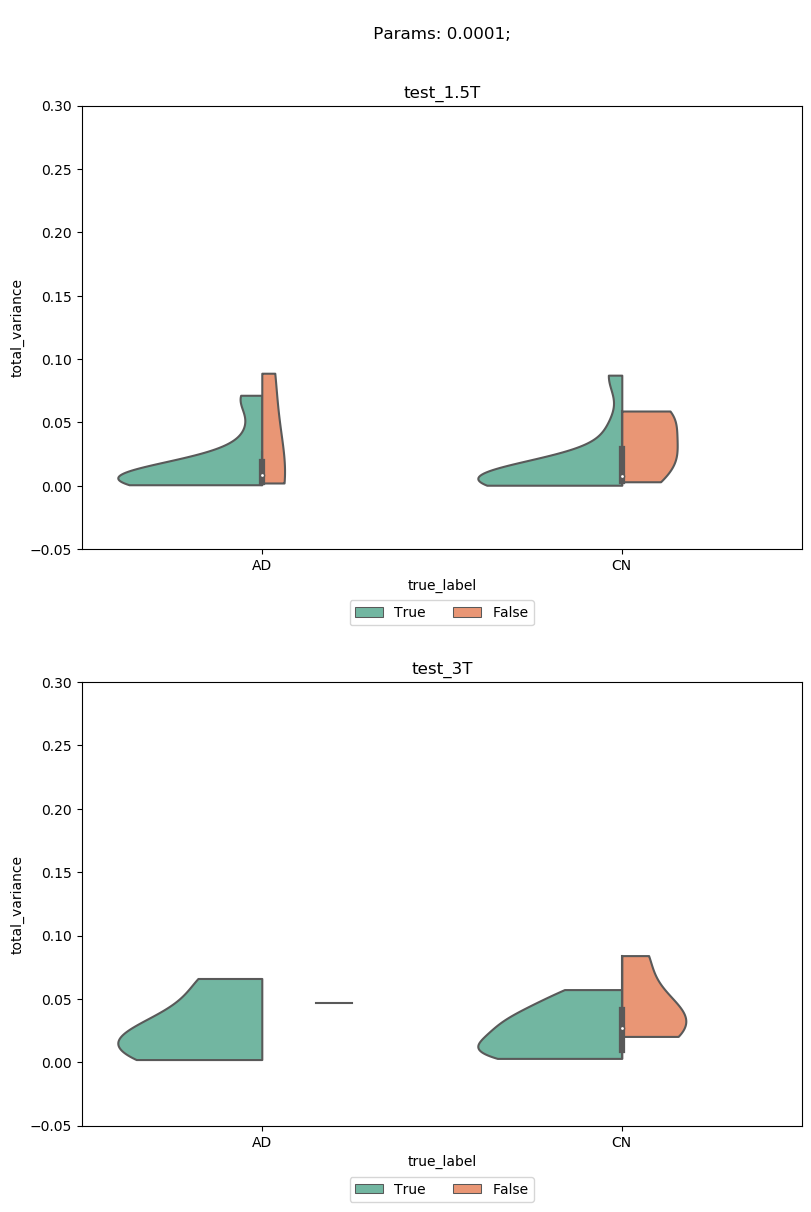 Params: 0.0001;
test_1.5T
0.30
0.25
0.20
0.15
0.10
0.05
0.00
−0.05
total_variance
AD CN
true_label
True False
test_3T
0.30
0.25
0.20
0.15
0.10
0.05
0.00
−0.05
total_variance
AD CN
true_label
True False